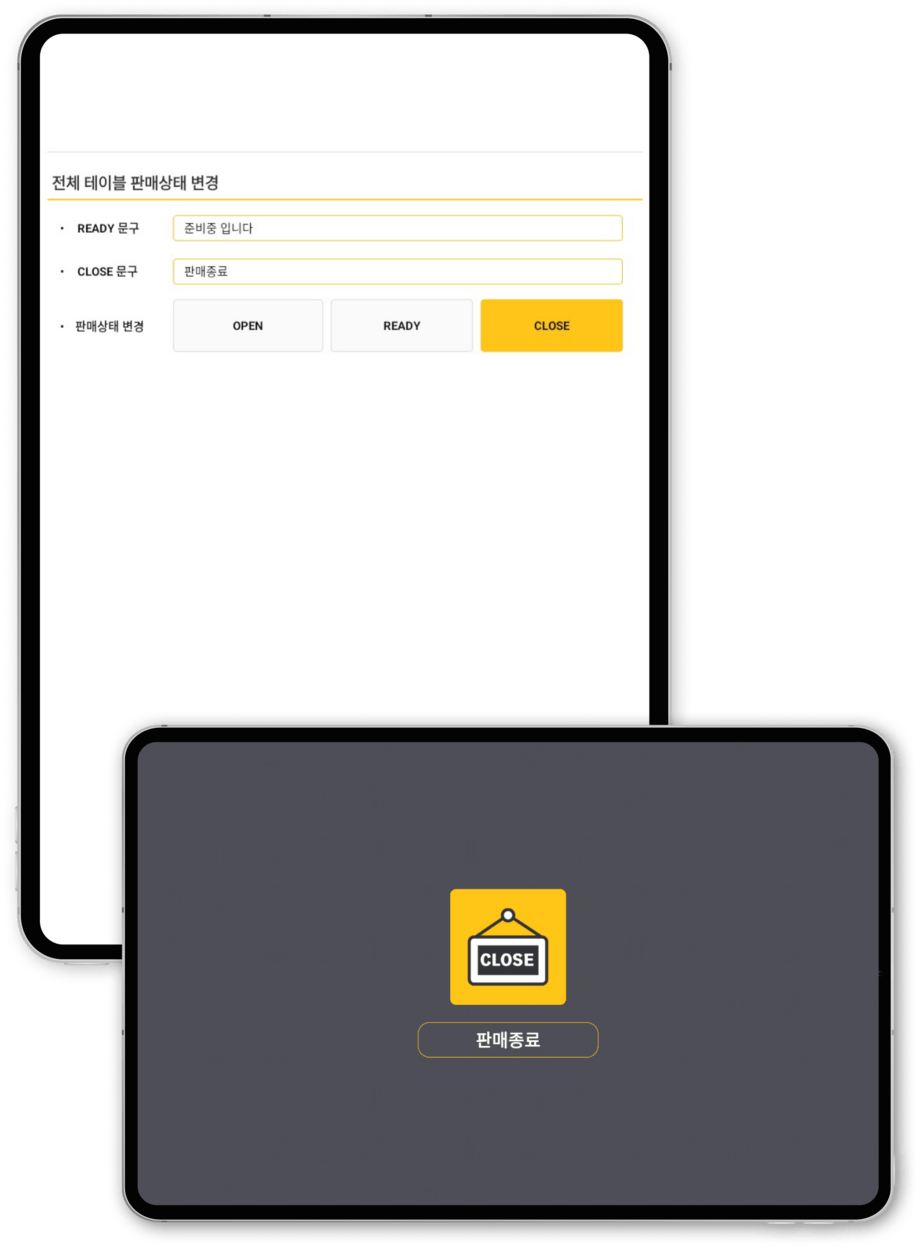 전체 테이블 판매상태 변경
• READY 문구 준비중 입니다
• CLOSE 문구 판매종료
• 판매상태 변경 OPEN READY CLOSE
CLOSE
판매종료